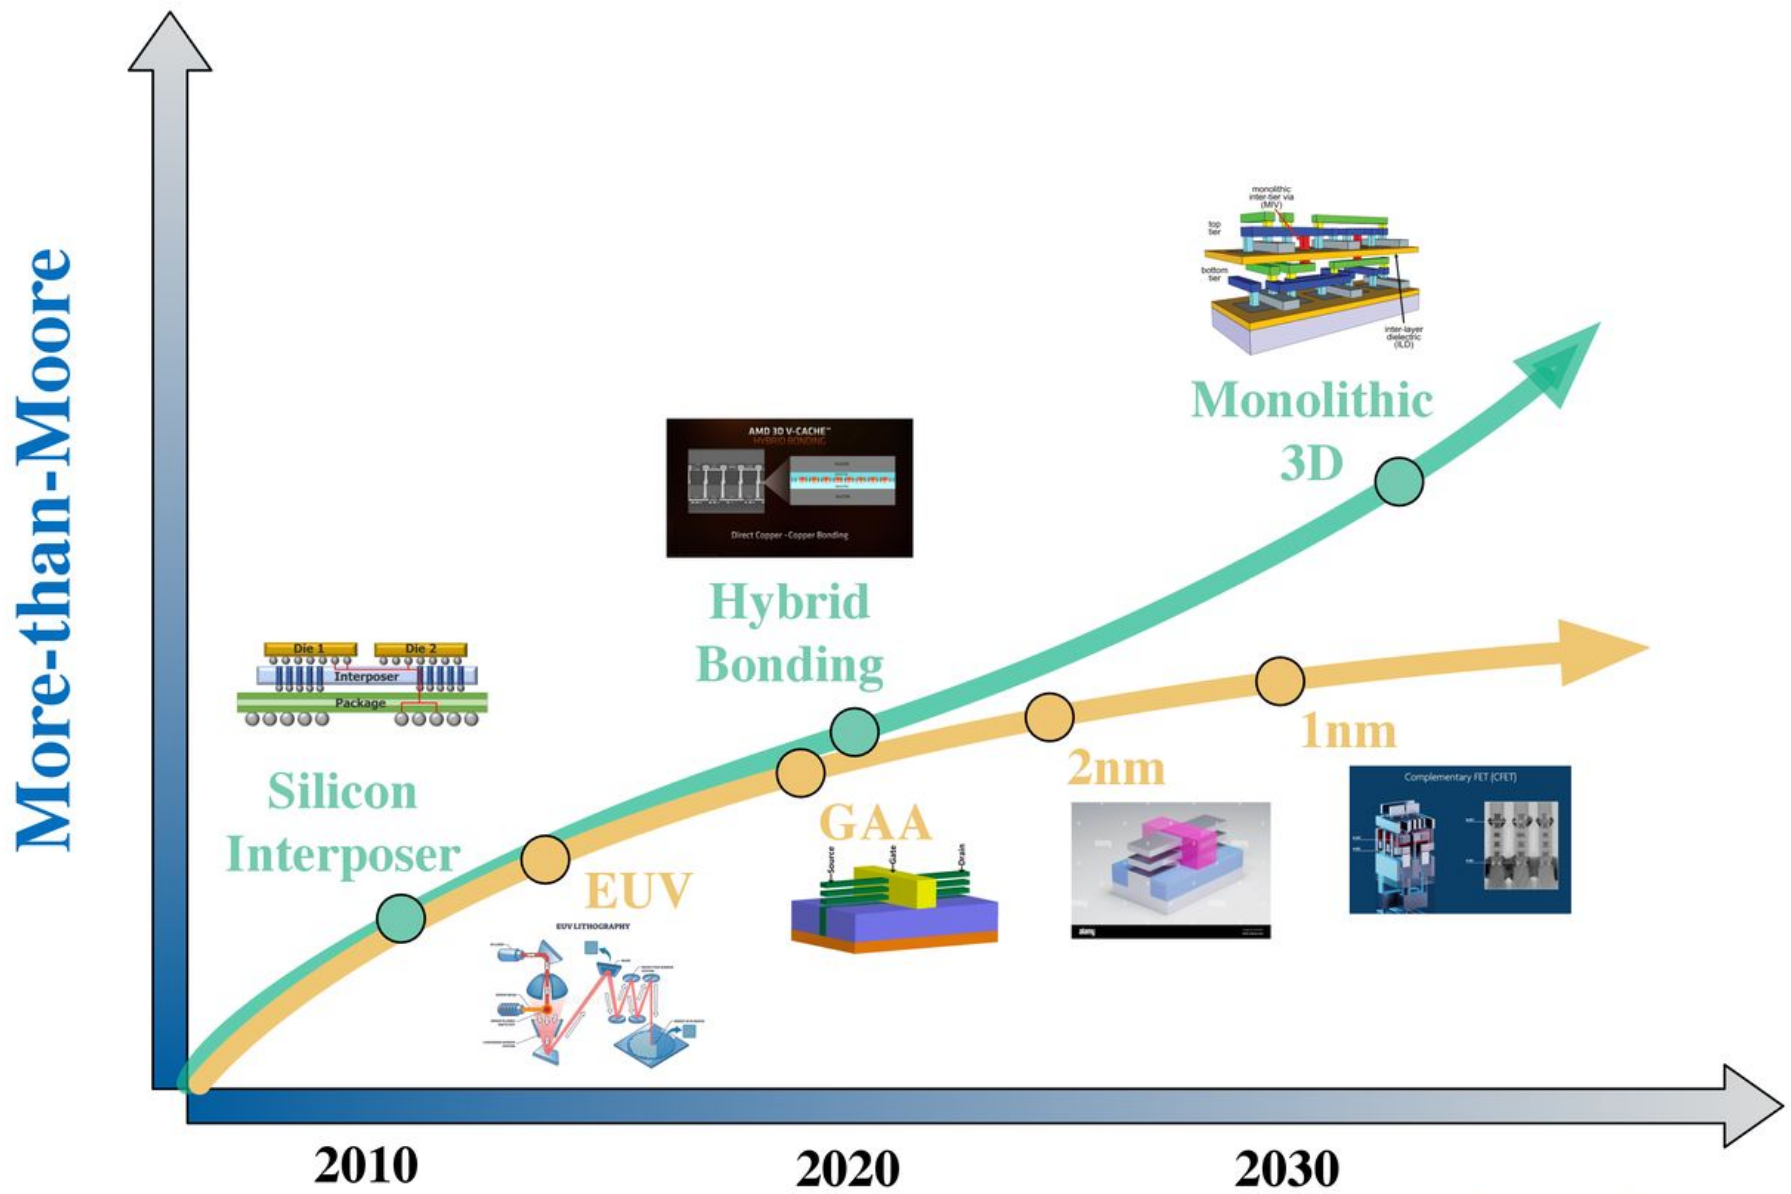 More-than-Moore
monolithic
inter-tier via
(MIV)
top
tier
bottom
tier
inter-layer
dielectric
(ILD)
Monolithic
3D
AMD 3D V-CACHE™
HYBRID BONDING
Direct Copper -Copper Bonding
Hybrid
Bonding
Die 1
Die 2
Interposer
Package
Silicon
Interposer
EUV
EUV LITHOGRAPHY
GAA
Source
Gate
Drain
2nm
alamy
1nm
Complementary FET (CFET)
2010
2020
2030